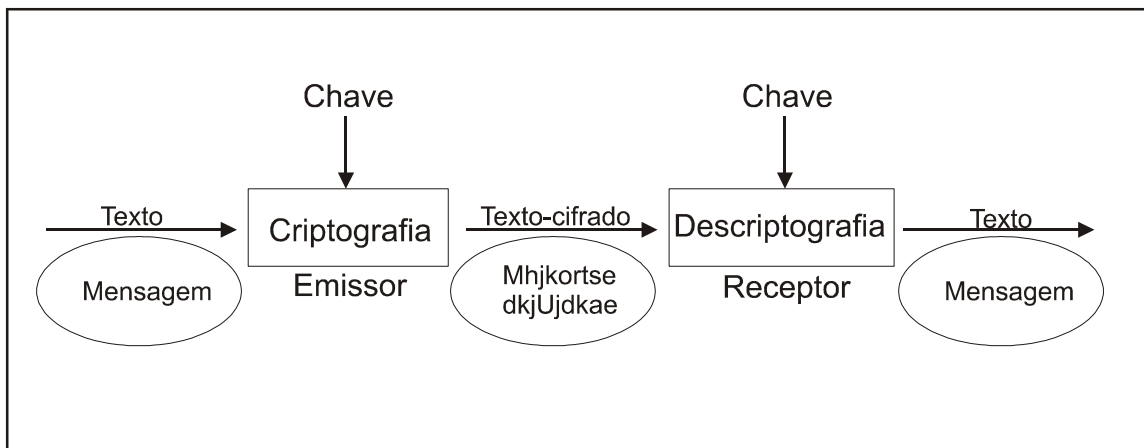 Chave
Chave
Texto
Criptografia
Texto-cifrado
Descriptografia
Texto
Mensagem
Emissor
Mhjkortse
dkjUjdkae
Receptor
Mensagem